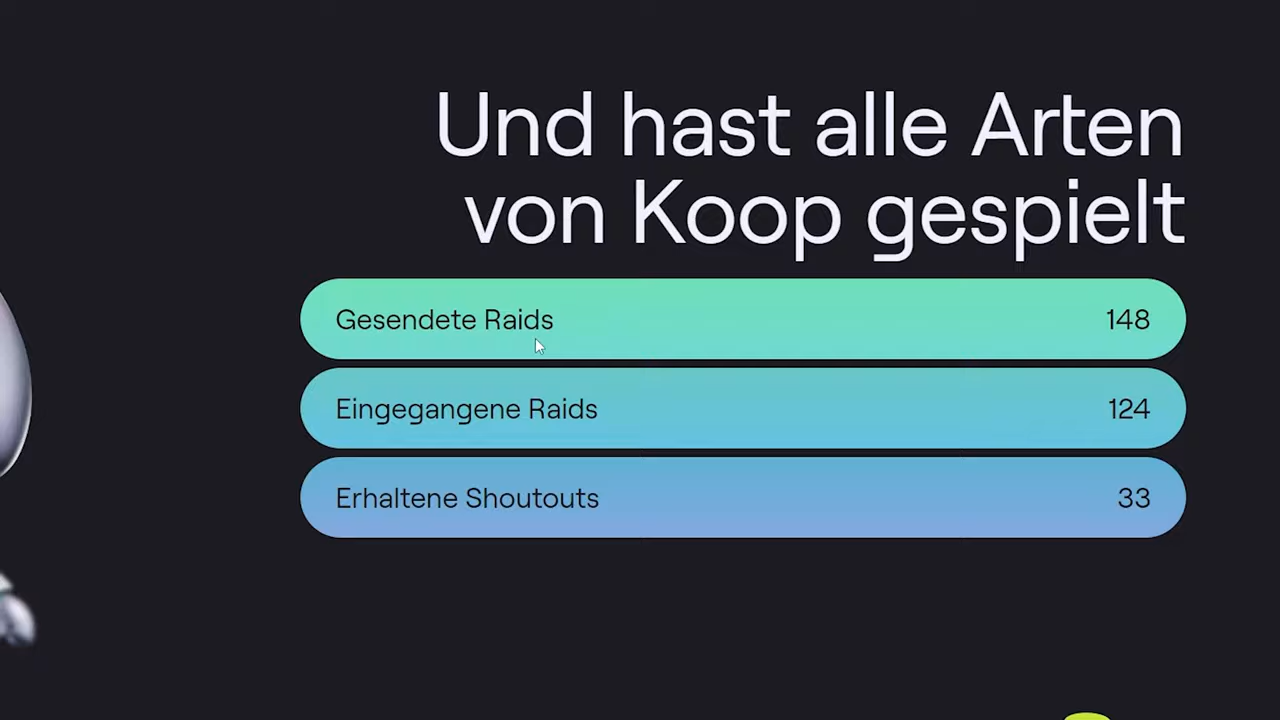 Und hast alle Arten
von Koop gespielt
Gesendete Raids 148
Eingegangene Raids 124
Erhaltene Shoutouts 33